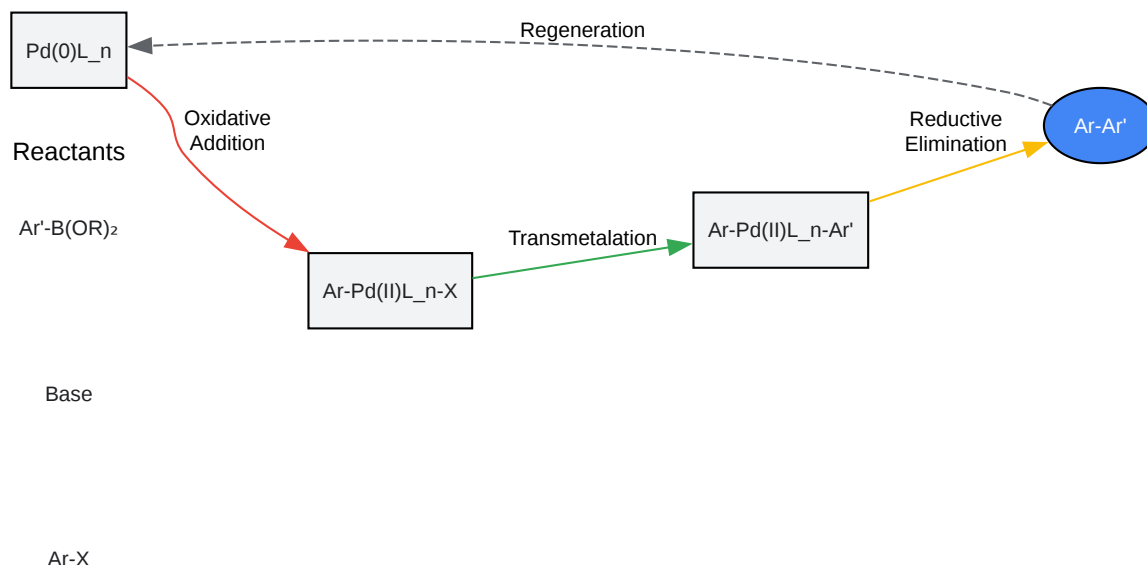 Regeneration
Pd(0)L_n
Oxidative
Addition
Reductive
Elimination
Ar-Ar'
Reactants
Ar'-B(OR)₂
Transmetalation
Ar-Pd(II)L_n-Ar'
Ar-Pd(II)L_n-X
Base
Ar-X